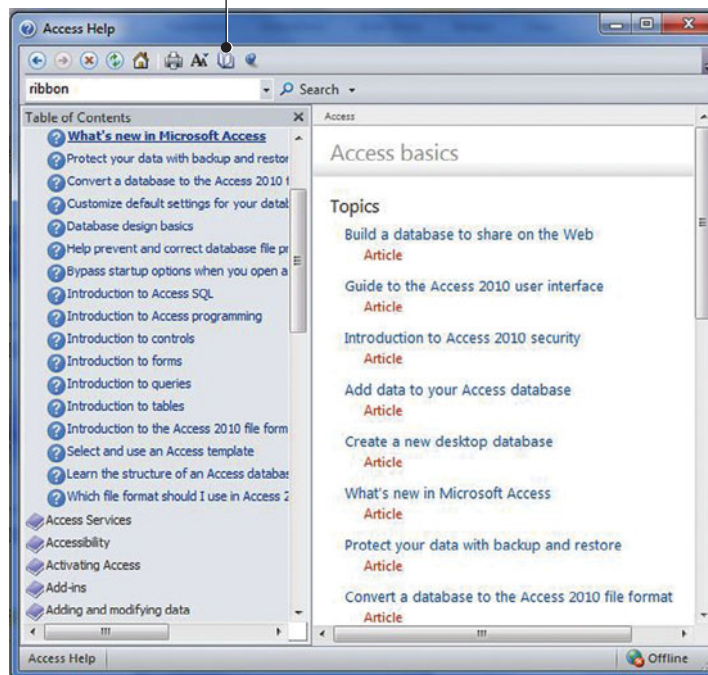 Access Help
ribbon
Search
Table of Contents
Access
What's new in Microsoft Access
Protect your data with backup and restor
Convert a database to the Access 2010 f
Customize default settings for your datab
Database design basics
Help prevent and correct database file pr
Bypass startup options when you open a
Introduction to Access SQL
Introduction to Access programming
Introduction to controls
Introduction to forms
Introduction to queries
Introduction to tables
Introduction to the Access 2010 file form
Select and use an Access template
Learn the structure of an Access databas
Which file format should I use in Access 2
Access Services
Accessibility
Activating Access
Add-ins
Adding and modifying data
Access basics
Topics
Build a database to share on the Web
Article
Guide to the Access 2010 user interface
Article
Introduction to Access 2010 security
Article
Add data to your Access database
Article
Create a new desktop database
Article
What's new in Microsoft Access
Article
Protect your data with backup and restore
Article
Convert a database to the Access 2010 file format
Article
Access Help
Offline